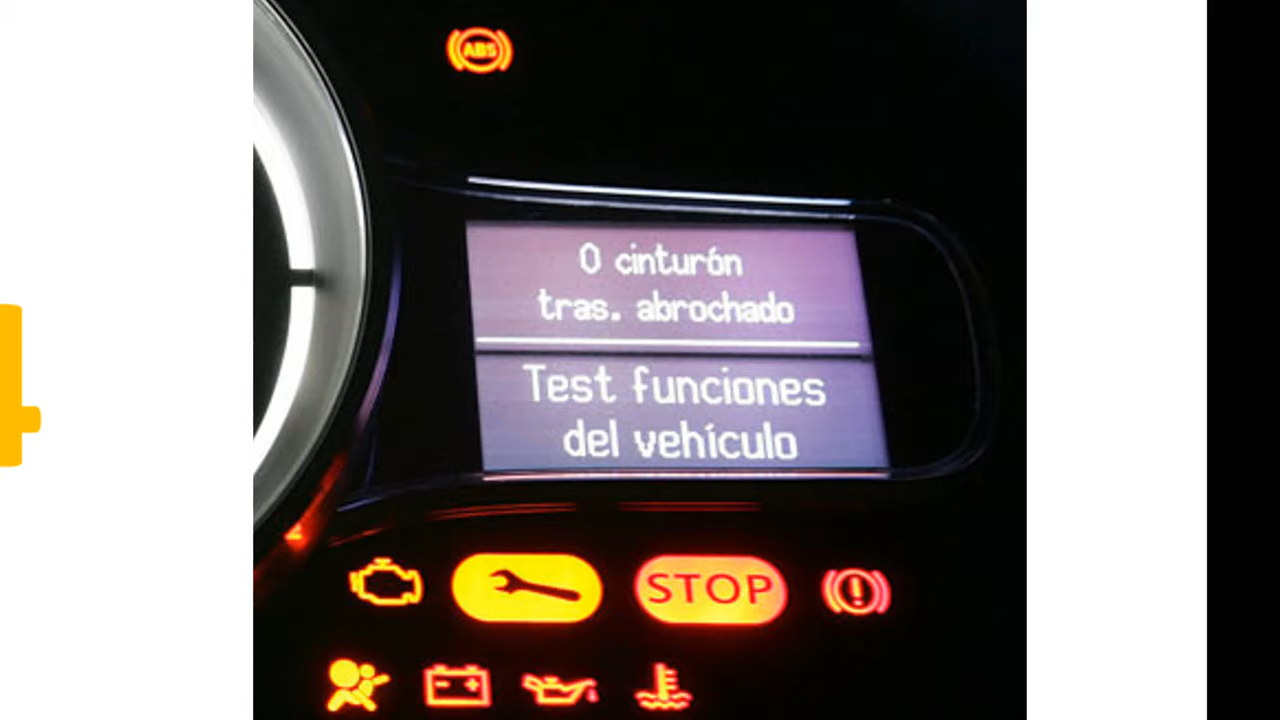 ABS
0 cinturón
tras. abrochado
Test funciones
del vehículo
STOP